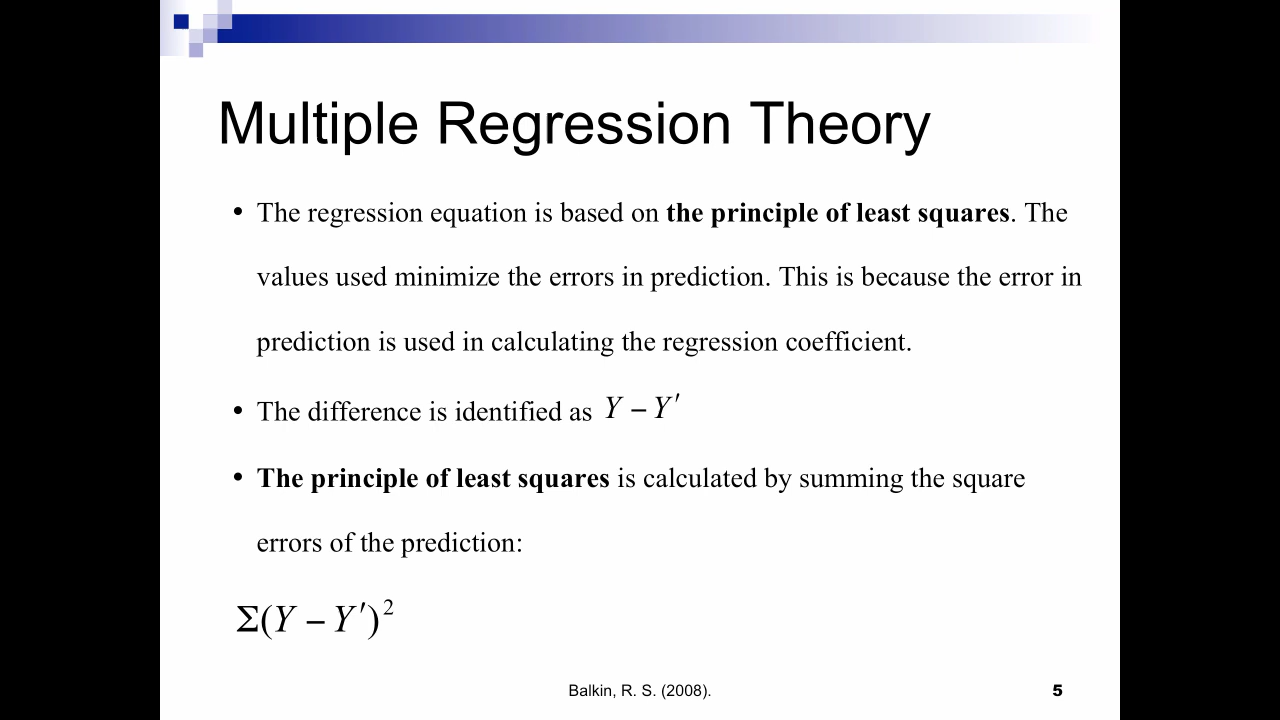 Multiple Regression Theory
• The regression equation is based on the principle of least squares. The
values used minimize the errors in prediction. This is because the error in
prediction is used in calculating the regression coefficient.
• The difference is identified as Y − Y′
• The principle of least squares is calculated by summing the square
errors of the prediction:
Σ(Y − Y′)²
Balkin, R. S. (2008). 5